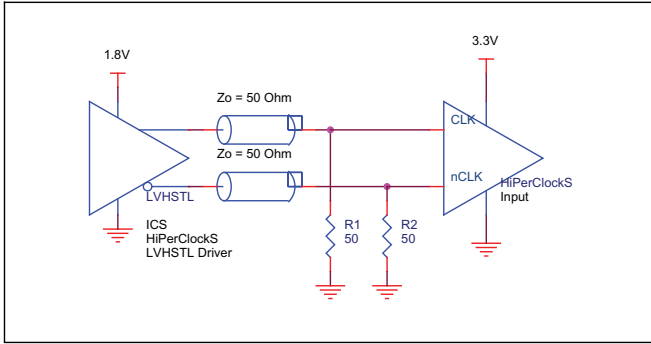 1.8V
3.3V
Zo = 50 Ohm
CLK
Zo = 50 Ohm
nCLK
LVHSTL
HiPerClockS
Input
ICS
HiPerClockS
LVHSTL Driver
R1
50
R2
50